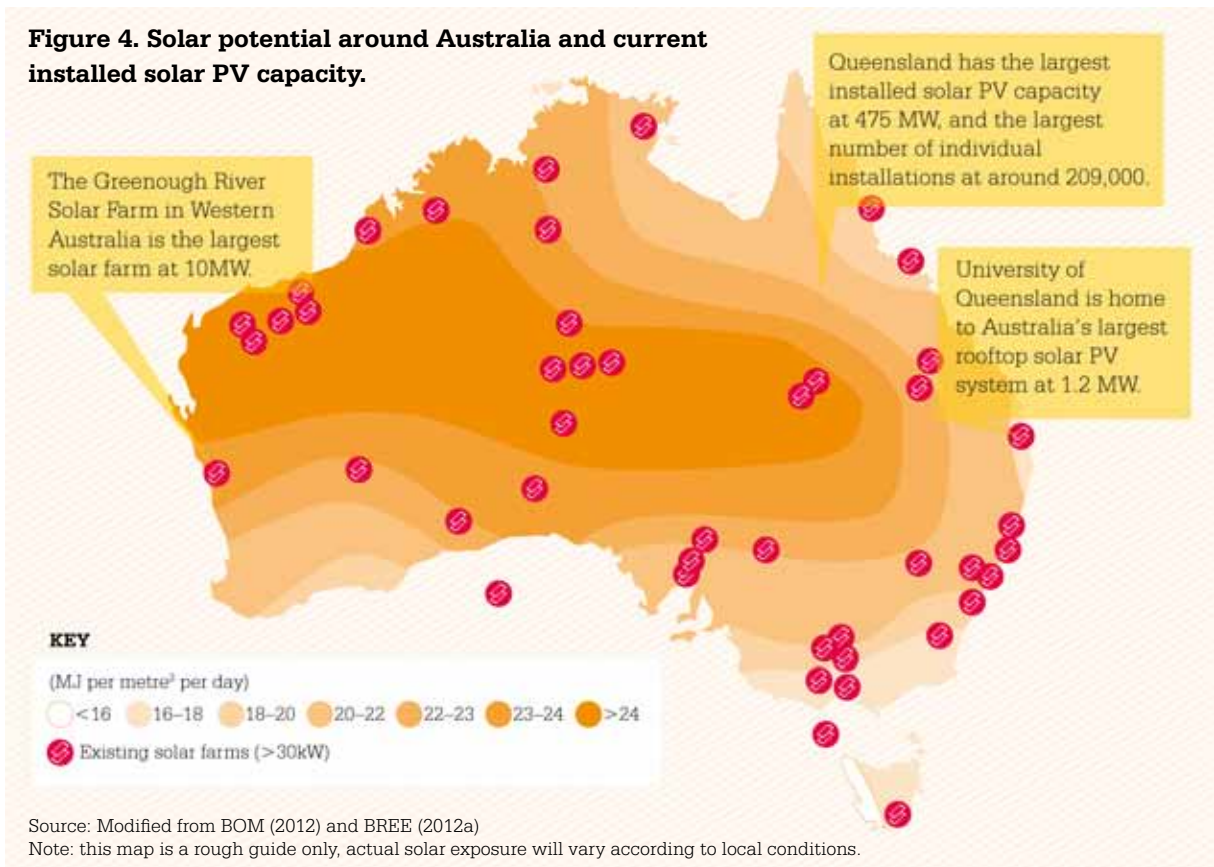 Figure 4. Solar potential around Australia and current
installed solar PV capacity.
Queensland has the largest
installed solar PV capacity
at 475 MW, and the largest
number of individual
installations at around 209,000.
The Greenough River
Solar Farm in Western
Australia is the largest
solar farm at 10MW.
University of
Queensland is home
to Australia's largest
rooftop solar PV
system at 1.2 MW.
KEY
(MJ per metre² per day)
<16 16–18 18–20 20–22 22–23 23–24 >24
Existing solar farms (>30kW)
Source: Modified from BOM (2012) and BREE (2012a)
Note: this map is a rough guide only, actual solar exposure will vary according to local conditions.